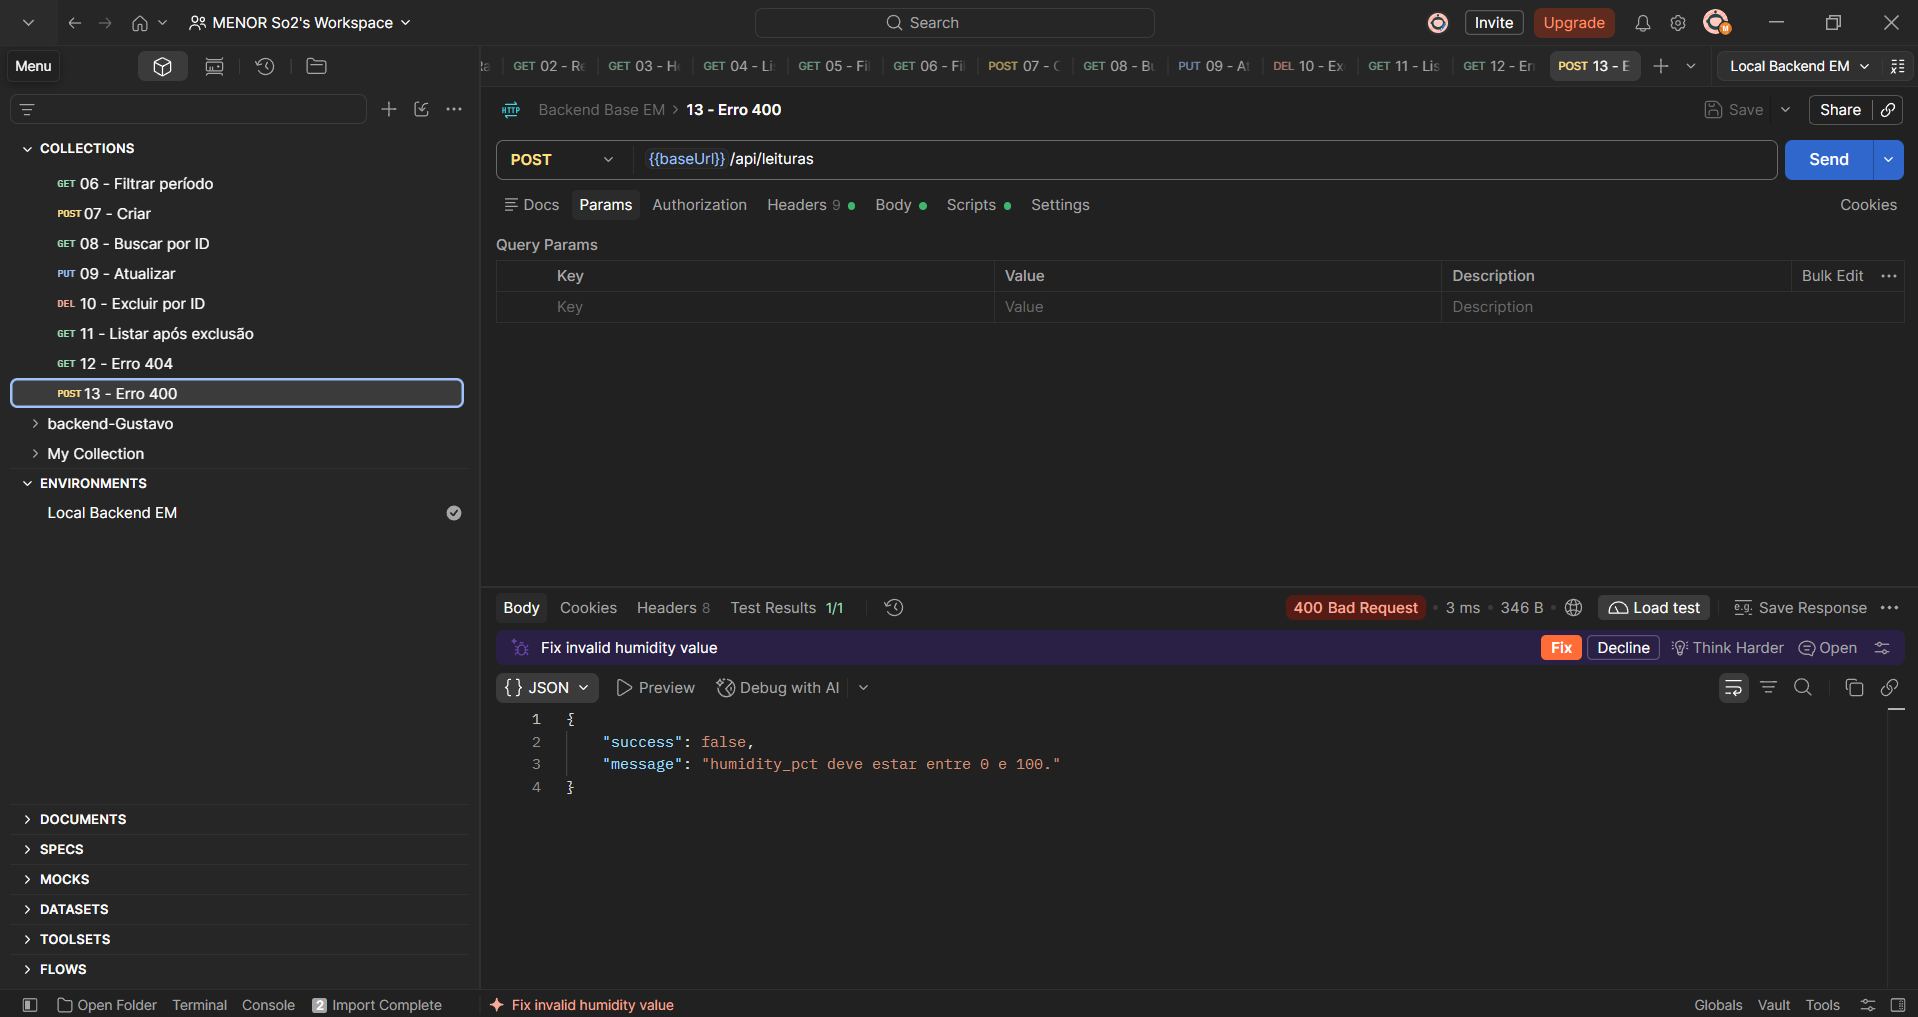 MENOR So2's Workspace
Search
Invite
Upgrade
Menu
GET 02 - Re
GET 03 - H
GET 04 - Li
GET 05 - Fi
GET 06 - Fil
POST 07 - C
GET 08 - Bu
PUT 09 - At
DEL 10 - Ex
GET 11 - Lis
GET 12 - Err
POST 13 - E
Local Backend EM
COLLECTIONS
GET 06 - Filtrar período
POST 07 - Criar
GET 08 - Buscar por ID
PUT 09 - Atualizar
DEL 10 - Excluir por ID
GET 11 - Listar após exclusão
GET 12 - Erro 404
POST 13 - Erro 400
backend-Gustavo
My Collection
ENVIRONMENTS
Local Backend EM
DOCUMENTS
SPECS
MOCKS
DATASETS
TOOLSETS
FLOWS
HTTP Backend Base EM > 13 - Erro 400
Save
Share
POST {{baseUrl}} /api/leituras
Send
Docs Params Authorization Headers 9 Body Scripts Settings Cookies
Query Params
Key Value Description Bulk Edit
Key Value Description
Body Cookies Headers 8 Test Results 1/1
400 Bad Request • 3 ms • 346 B
Load test
e.g. Save Response
Fix invalid humidity value
Fix Decline Think Harder Open
{} JSON Preview Debug with AI
1 {
2 "success": false,
3 "message": "humidity_pct deve estar entre 0 e 100."
4 }
Open Folder Terminal Console 2 Import Complete
Fix invalid humidity value
Globals Vault Tools